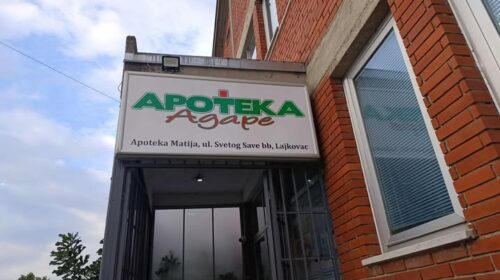 APOTEKA
Agape
Apoteka Matija, ul. Svetog Save bb, Lajkovac